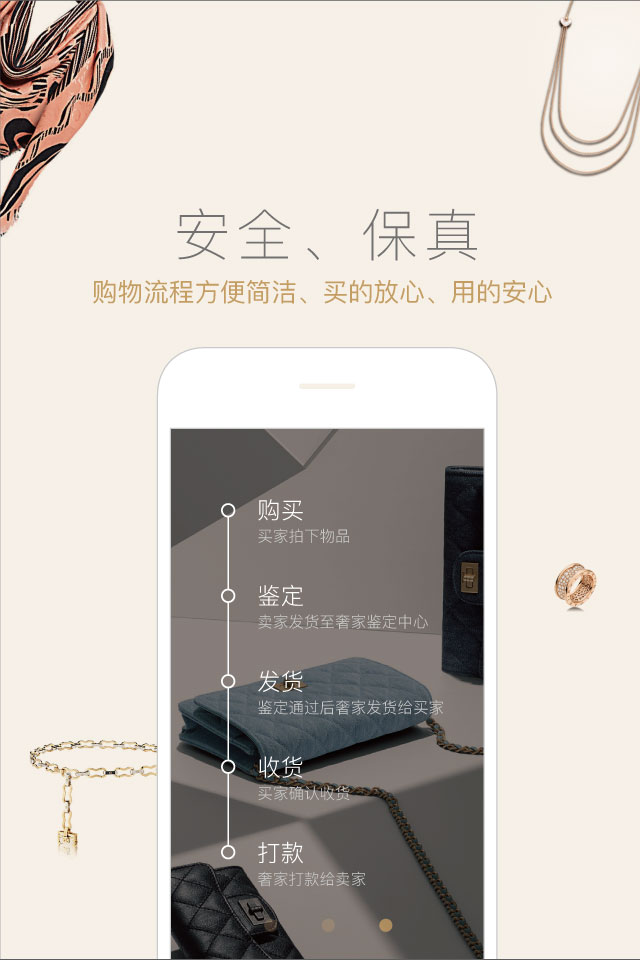 安全、保真
购物流程方便简洁、买的放心、用的安心
购买
买家拍下物品
鉴定
卖家发货至奢家鉴定中心
发货
鉴定通过后奢家发货给买家
收货
买家确认收货
打款
奢家打款给卖家